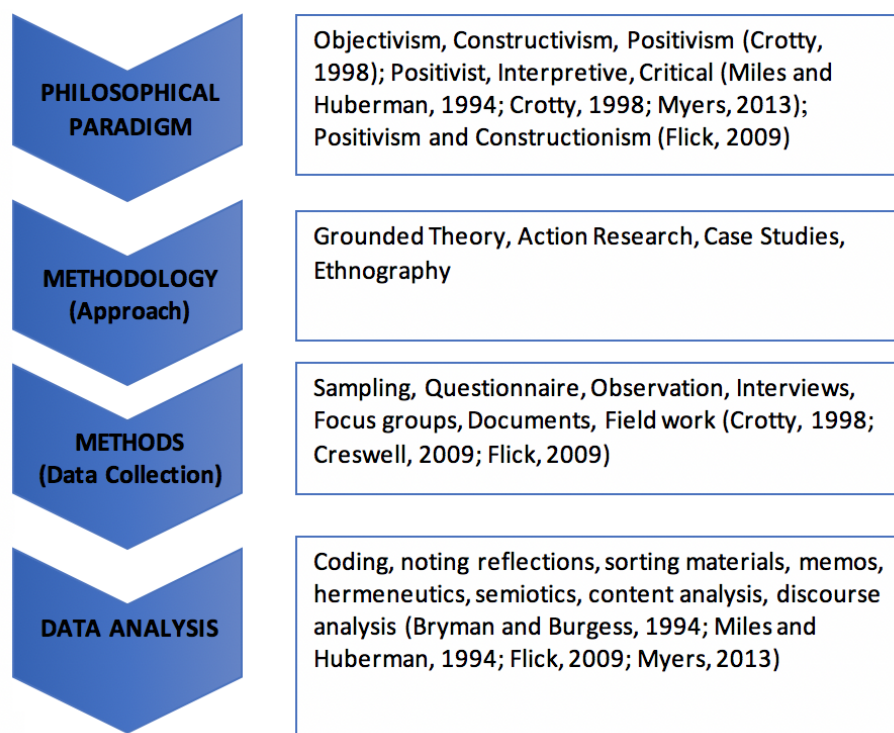 PHILOSOPHICAL
PARADIGM
Objectivism, Constructivism, Positivism (Crotty,
1998); Positivist, Interpretive, Critical (Miles and
Huberman, 1994; Crotty, 1998; Myers, 2013);
Positivism and Constructionism (Flick, 2009)
METHODOLOGY
(Approach)
Grounded Theory, Action Research, Case Studies,
Ethnography
METHODS
(Data Collection)
Sampling, Questionnaire, Observation, Interviews,
Focus groups, Documents, Field work (Crotty, 1998;
Creswell, 2009; Flick, 2009)
DATA ANALYSIS
Coding, noting reflections, sorting materials, memos,
hermeneutics, semiotics, content analysis, discourse
analysis (Bryman and Burgess, 1994; Miles and
Huberman, 1994; Flick, 2009; Myers, 2013)